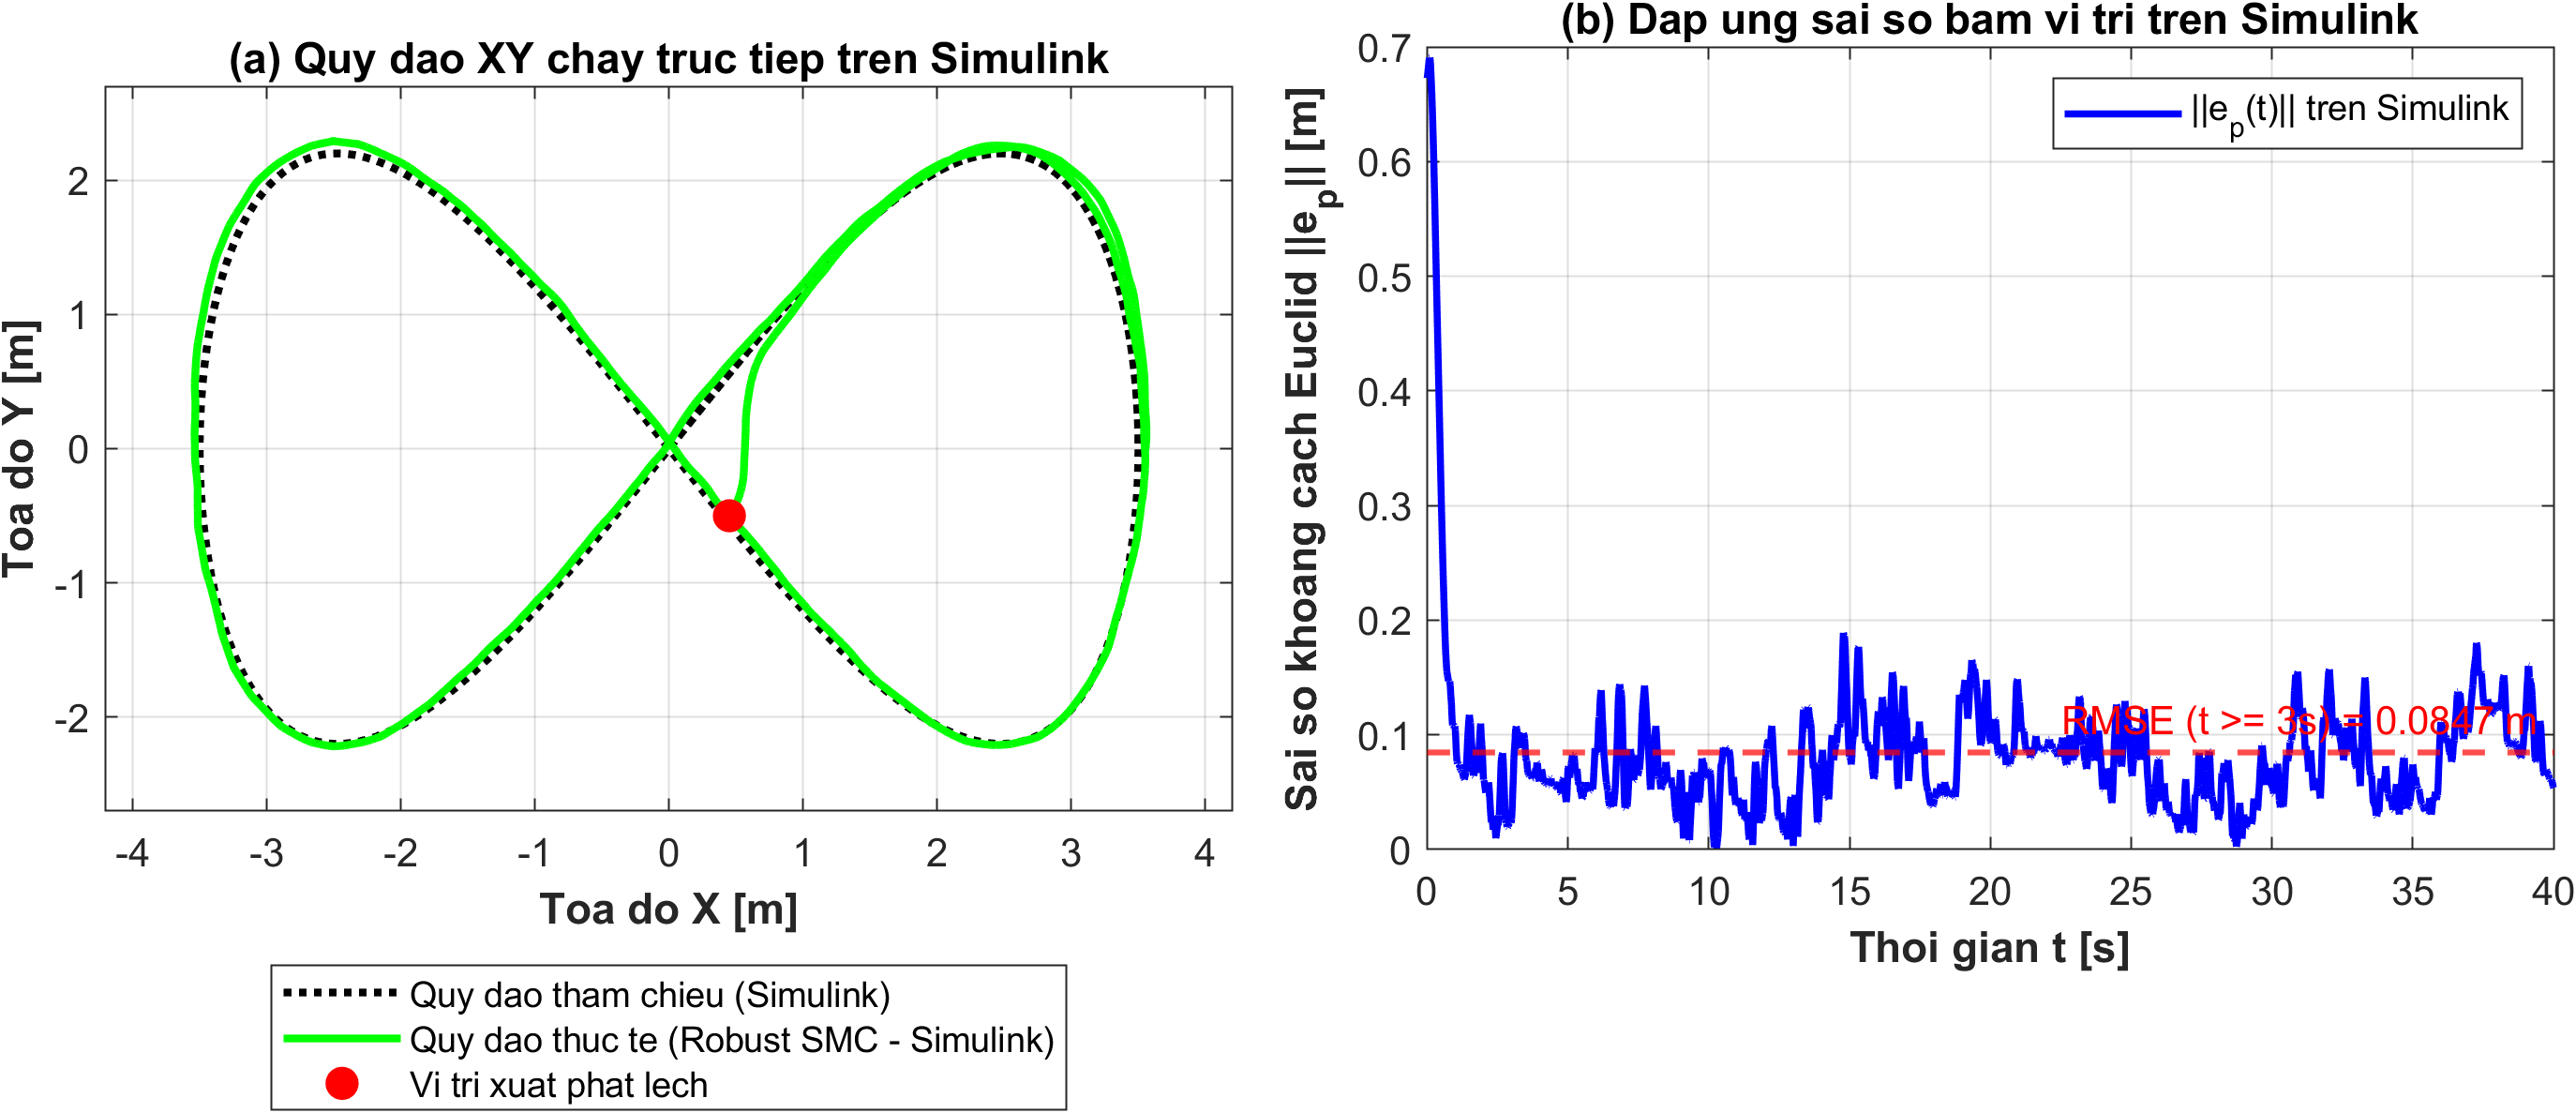 (a) Quy dao XY chay truc tiep tren Simulink
Toa do Y [m]
2
1
0
-1
-2
-4 -3 -2 -1 0 1 2 3 4
Toa do X [m]
Quy dao tham chieu (Simulink)
Quy dao thuc te (Robust SMC - Simulink)
Vi tri xuat phat lech
(b) Dap ung sai so bam vi tri tren Simulink
Sai so khoang cach Euclid ||e_p|| [m]
0.7
0.6
0.5
0.4
0.3
0.2
0.1
0
||e_p(t)|| tren Simulink
RMSE (t >= 3s) = 0.0847 m
0 5 10 15 20 25 30 35 40
Thoi gian t [s]